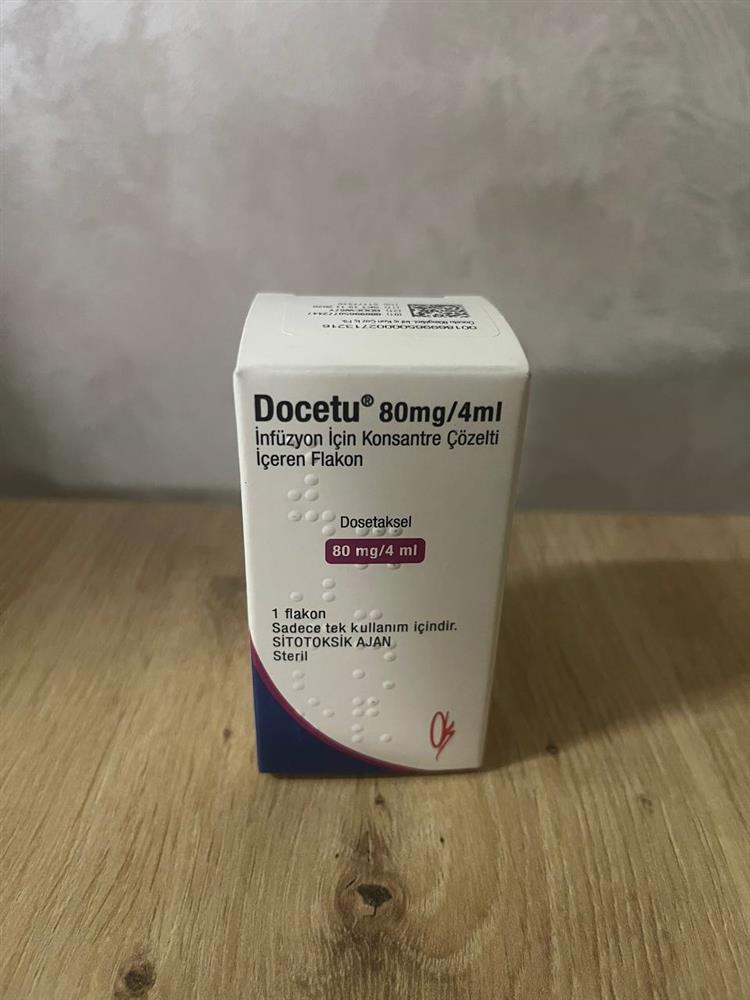 Docetu® 80mg/4ml
İnfüzyon İçin Konsantre Çözelti
İçeren Flakon
Dosetaksel
80 mg/4 ml
1 flakon
Sadece tek kullanım içindir.
SİTOTOKSİK AJAN
Steril